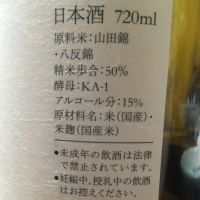 日本酒 720ml
原料米:山田錦
・八反錦
精米歩合:50%
酵母:KA-1
アルコール分:15%
原材料名:米(国産)・
米麹(国産米)
●未成年の飲酒は法律
で禁止されています。
●妊娠中、授乳中の飲酒
はお控えください。